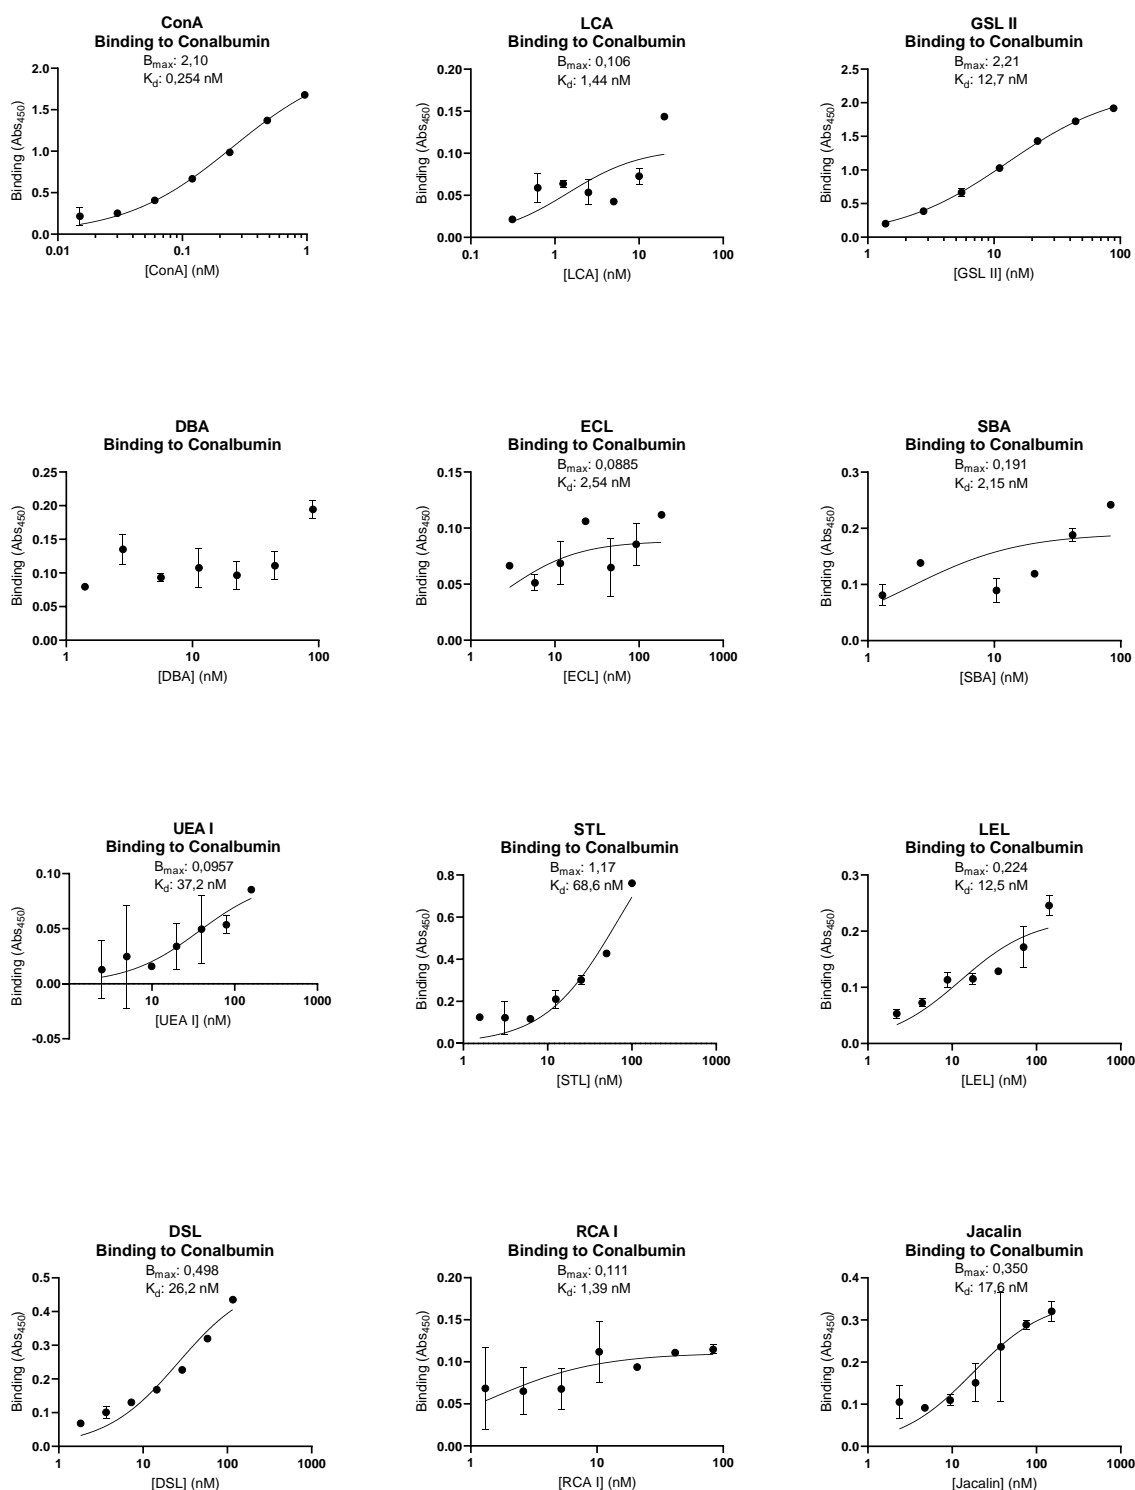 ConA
Binding to Conalbumin
Bmax: 2,10
Kd: 0,254 nM
2.0
1.5
1.0
0.5
0.0
0.01
0.1
1
Binding (Abs450)
[ConA] (nM)
LCA
Binding to Conalbumin
Bmax: 0,106
Kd: 1,44 nM
0.20
0.15
0.10
0.05
0.00
0.1
1
10
100
Binding (Abs450)
[LCA] (nM)
GSL II
Binding to Conalbumin
Bmax: 2,21
Kd: 12,7 nM
2.5
2.0
1.5
1.0
0.5
0.0
1
10
100
Binding (Abs450)
[GSL II] (nM)
DBA
Binding to Conalbumin
0.25
0.20
0.15
0.10
0.05
0.00
1
10
100
Binding (Abs450)
[DBA] (nM)
ECL
Binding to Conalbumin
Bmax: 0,0885
Kd: 2,54 nM
0.15
0.10
0.05
0.00
1
10
100
1000
Binding (Abs450)
[ECL] (nM)
SBA
Binding to Conalbumin
Bmax: 0,191
Kd: 2,15 nM
0.3
0.2
0.1
0.0
1
10
100
Binding (Abs450)
[SBA] (nM)
UEA I
Binding to Conalbumin
Bmax: 0,0957
Kd: 37,2 nM
0.10
0.05
0.00
-0.05
10
100
1000
Binding (Abs450)
[UEA I] (nM)
STL
Binding to Conalbumin
Bmax: 1,17
Kd: 68,6 nM
0.8
0.6
0.4
0.2
0.0
1
10
100
1000
Binding (Abs450)
[STL] (nM)
LEL
Binding to Conalbumin
Bmax: 0,224
Kd: 12,5 nM
0.3
0.2
0.1
0.0
1
10
100
1000
Binding (Abs450)
[LEL] (nM)
DSL
Binding to Conalbumin
Bmax: 0,498
Kd: 26,2 nM
0.5
0.4
0.3
0.2
0.1
0.0
1
10
100
1000
Binding (Abs450)
[DSL] (nM)
RCA I
Binding to Conalbumin
Bmax: 0,111
Kd: 1,39 nM
0.20
0.15
0.10
0.05
0.00
1
10
100
Binding (Abs450)
[RCA I] (nM)
Jacalin
Binding to Conalbumin
Bmax: 0,350
Kd: 17,6 nM
0.4
0.3
0.2
0.1
0.0
1
10
100
1000
Binding (Abs450)
[Jacalin] (nM)